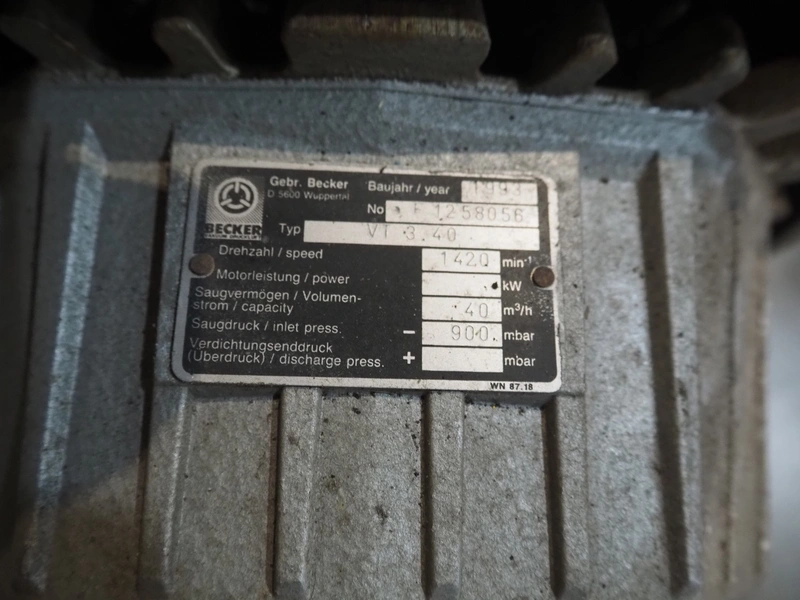 Gebr. Becker
D 5600 Wuppertal
BECKER
Baujahr / year 1993
No 1258056
Typ VT 3.40
Drehzahl / speed 1420 min-¹
Motorleistung / power kW
Saugvermögen / Volumen-
strom / capacity 40 m³/h
Saugdruck / inlet press. − 900 mbar
Verdichtungsenddruck
(Überdruck) / discharge press. + mbar
WN 87.18